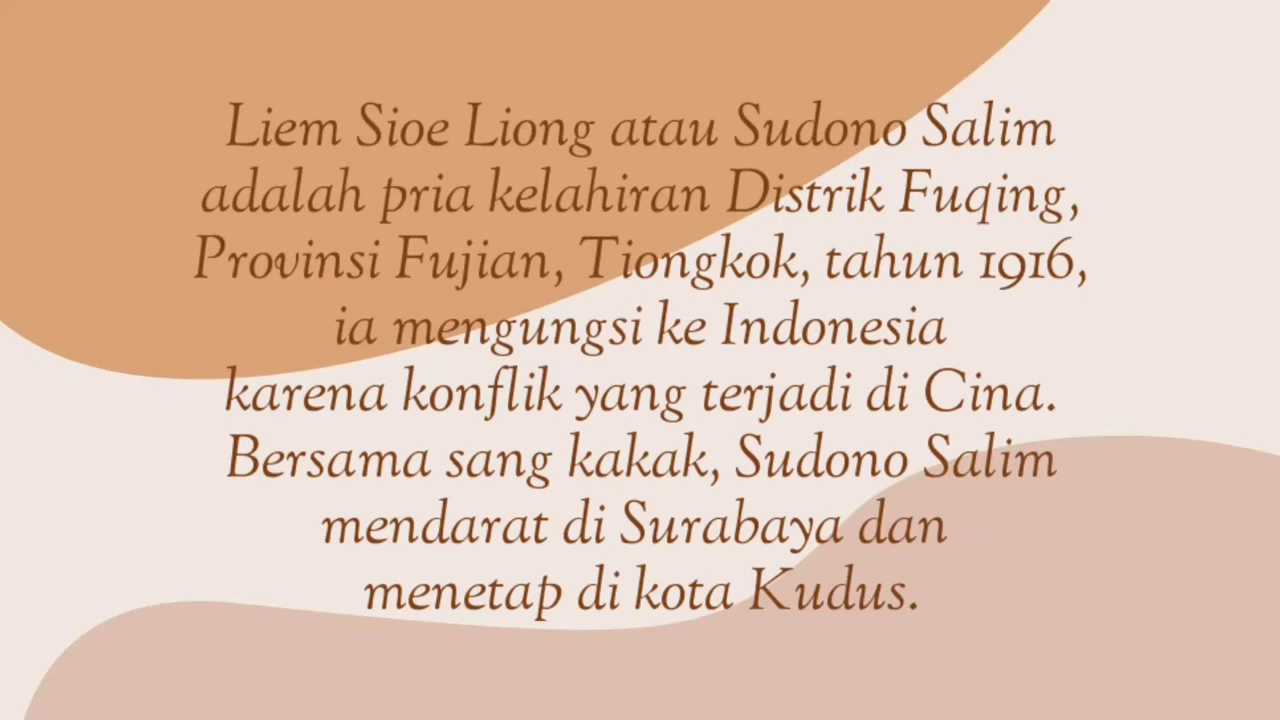 Liem Sioe Liong atau Sudono Salim
adalah pria kelahiran Distrik Fuqing,
Provinsi Fujian, Tiongkok, tahun 1916,
ia mengungsi ke Indonesia
karena konflik yang terjadi di Cina.
Bersama sang kakak, Sudono Salim
mendarat di Surabaya dan
menetap di kota Kudus.